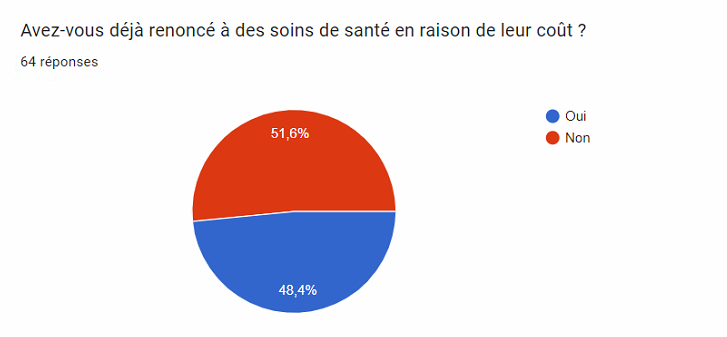 Avez-vous déjà renoncé à des soins de santé en raison de leur coût ?
64 réponses
Oui
Non
51,6%
48,4%